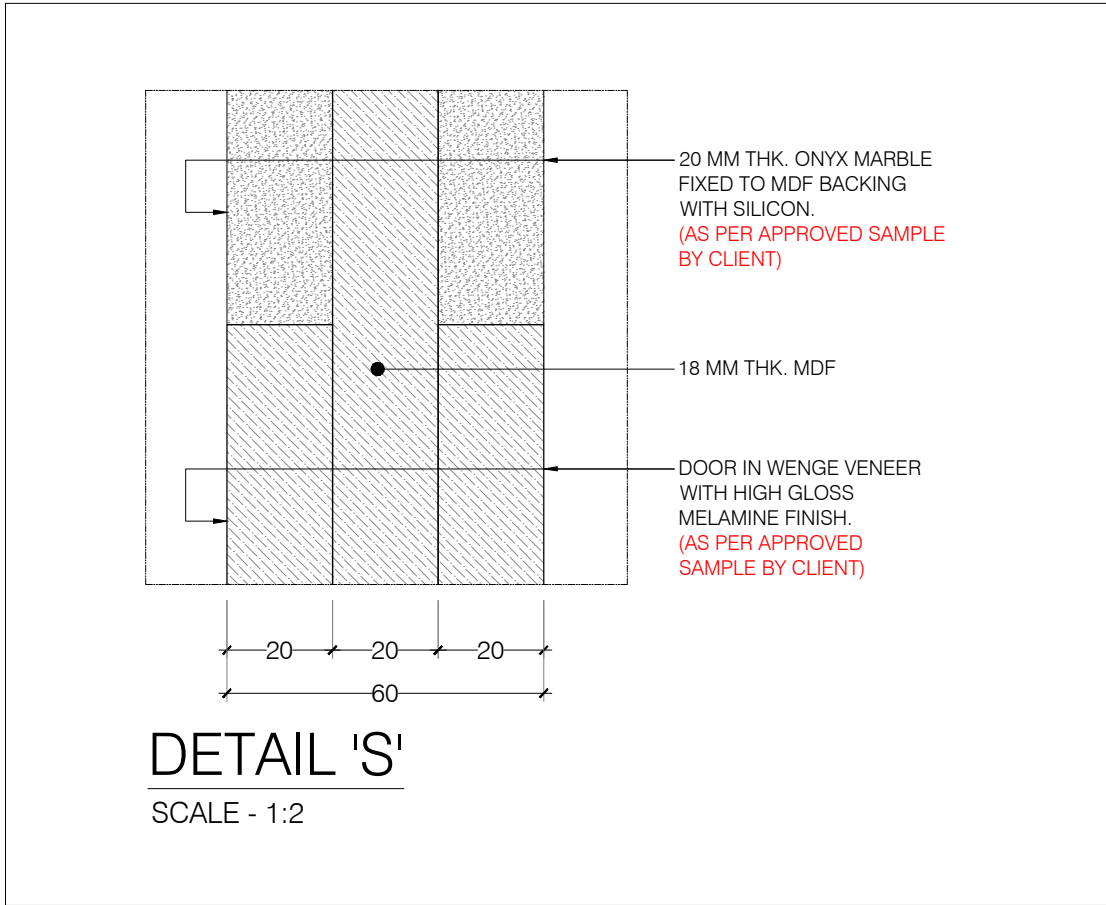 20 MM THK. ONYX MARBLE
FIXED TO MDF BACKING
WITH SILICON.
(AS PER APPROVED SAMPLE
BY CLIENT)
18 MM THK. MDF
DOOR IN WENGE VENEER
WITH HIGH GLOSS
MELAMINE FINISH.
(AS PER APPROVED
SAMPLE BY CLIENT)
20 20 20
60
DETAIL 'S'
SCALE - 1:2